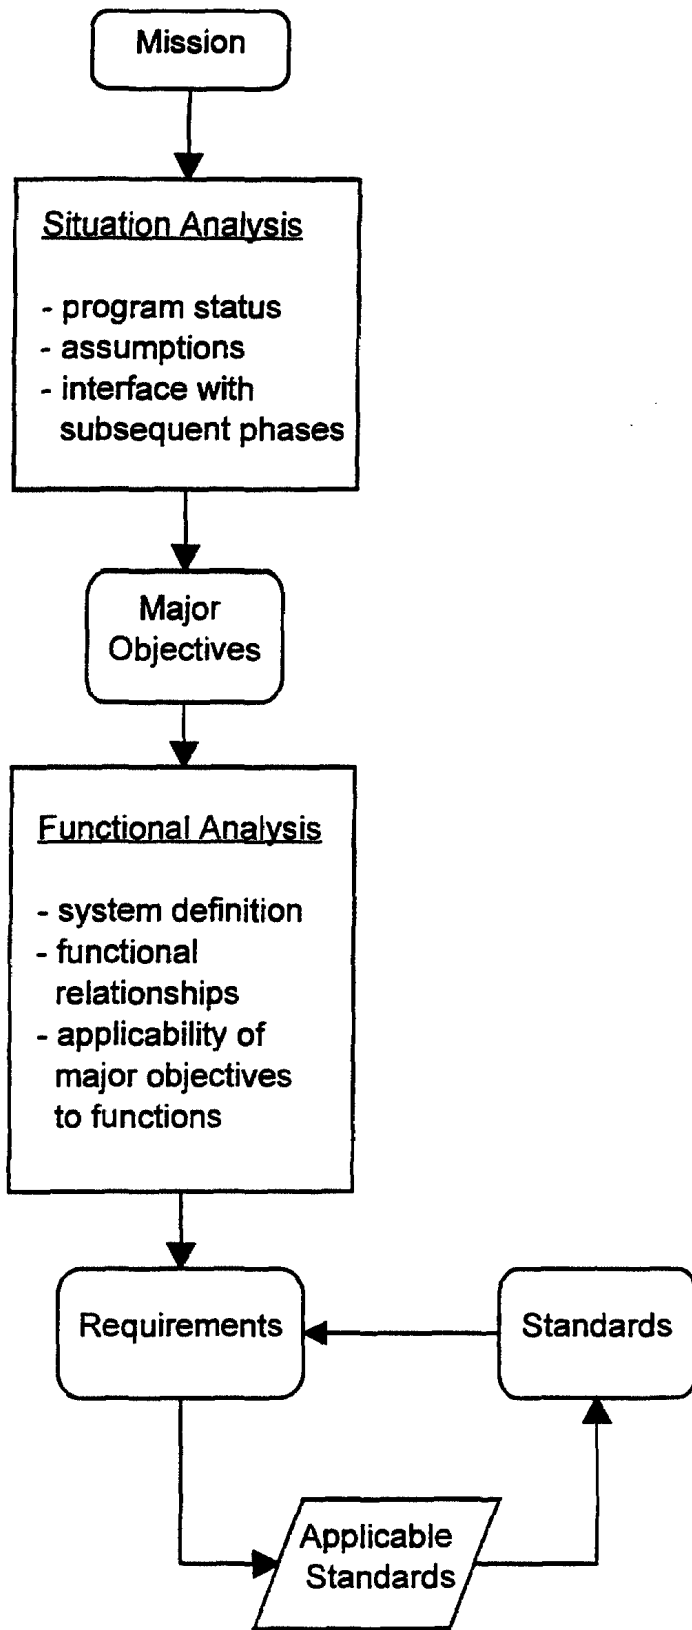 Mission
Situation Analysis
- program status
- assumptions
- interface with
subsequent phases
Major
Objectives
Functional Analysis
- system definition
- functional
relationships
- applicability of
major objectives
to functions
Requirements
Standards
Applicable
Standards